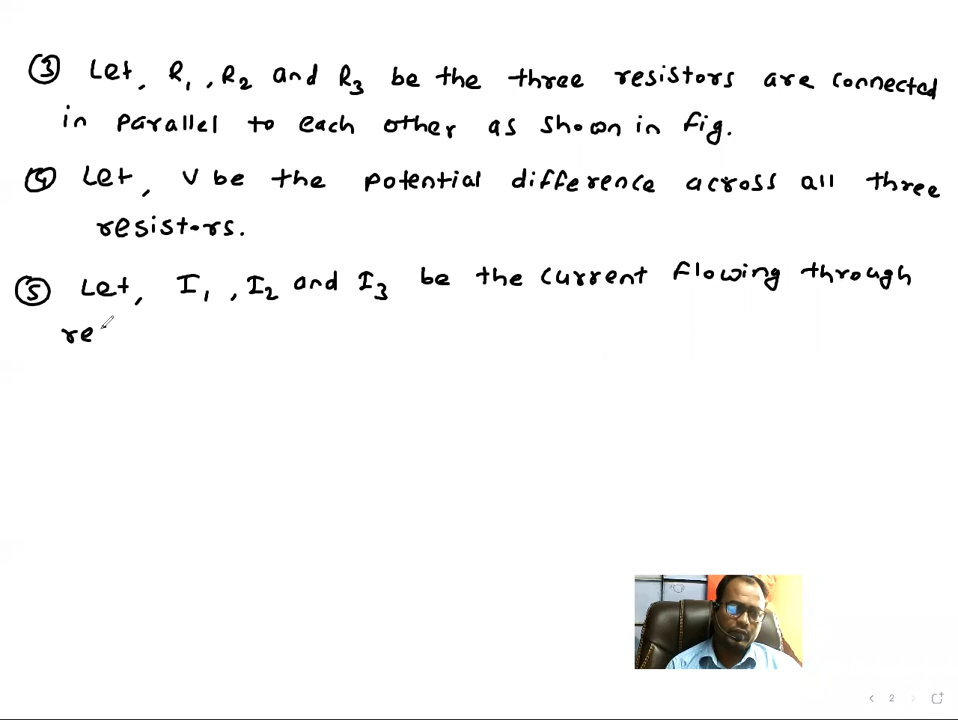 ③ Let, R1, R2 and R3 be the three resistors are connected
in parallel to each other as shown in fig.
④ Let, V be the potential difference across all three
resistors.
⑤ Let, I1, I2 and I3 be the current flowing through
re
2